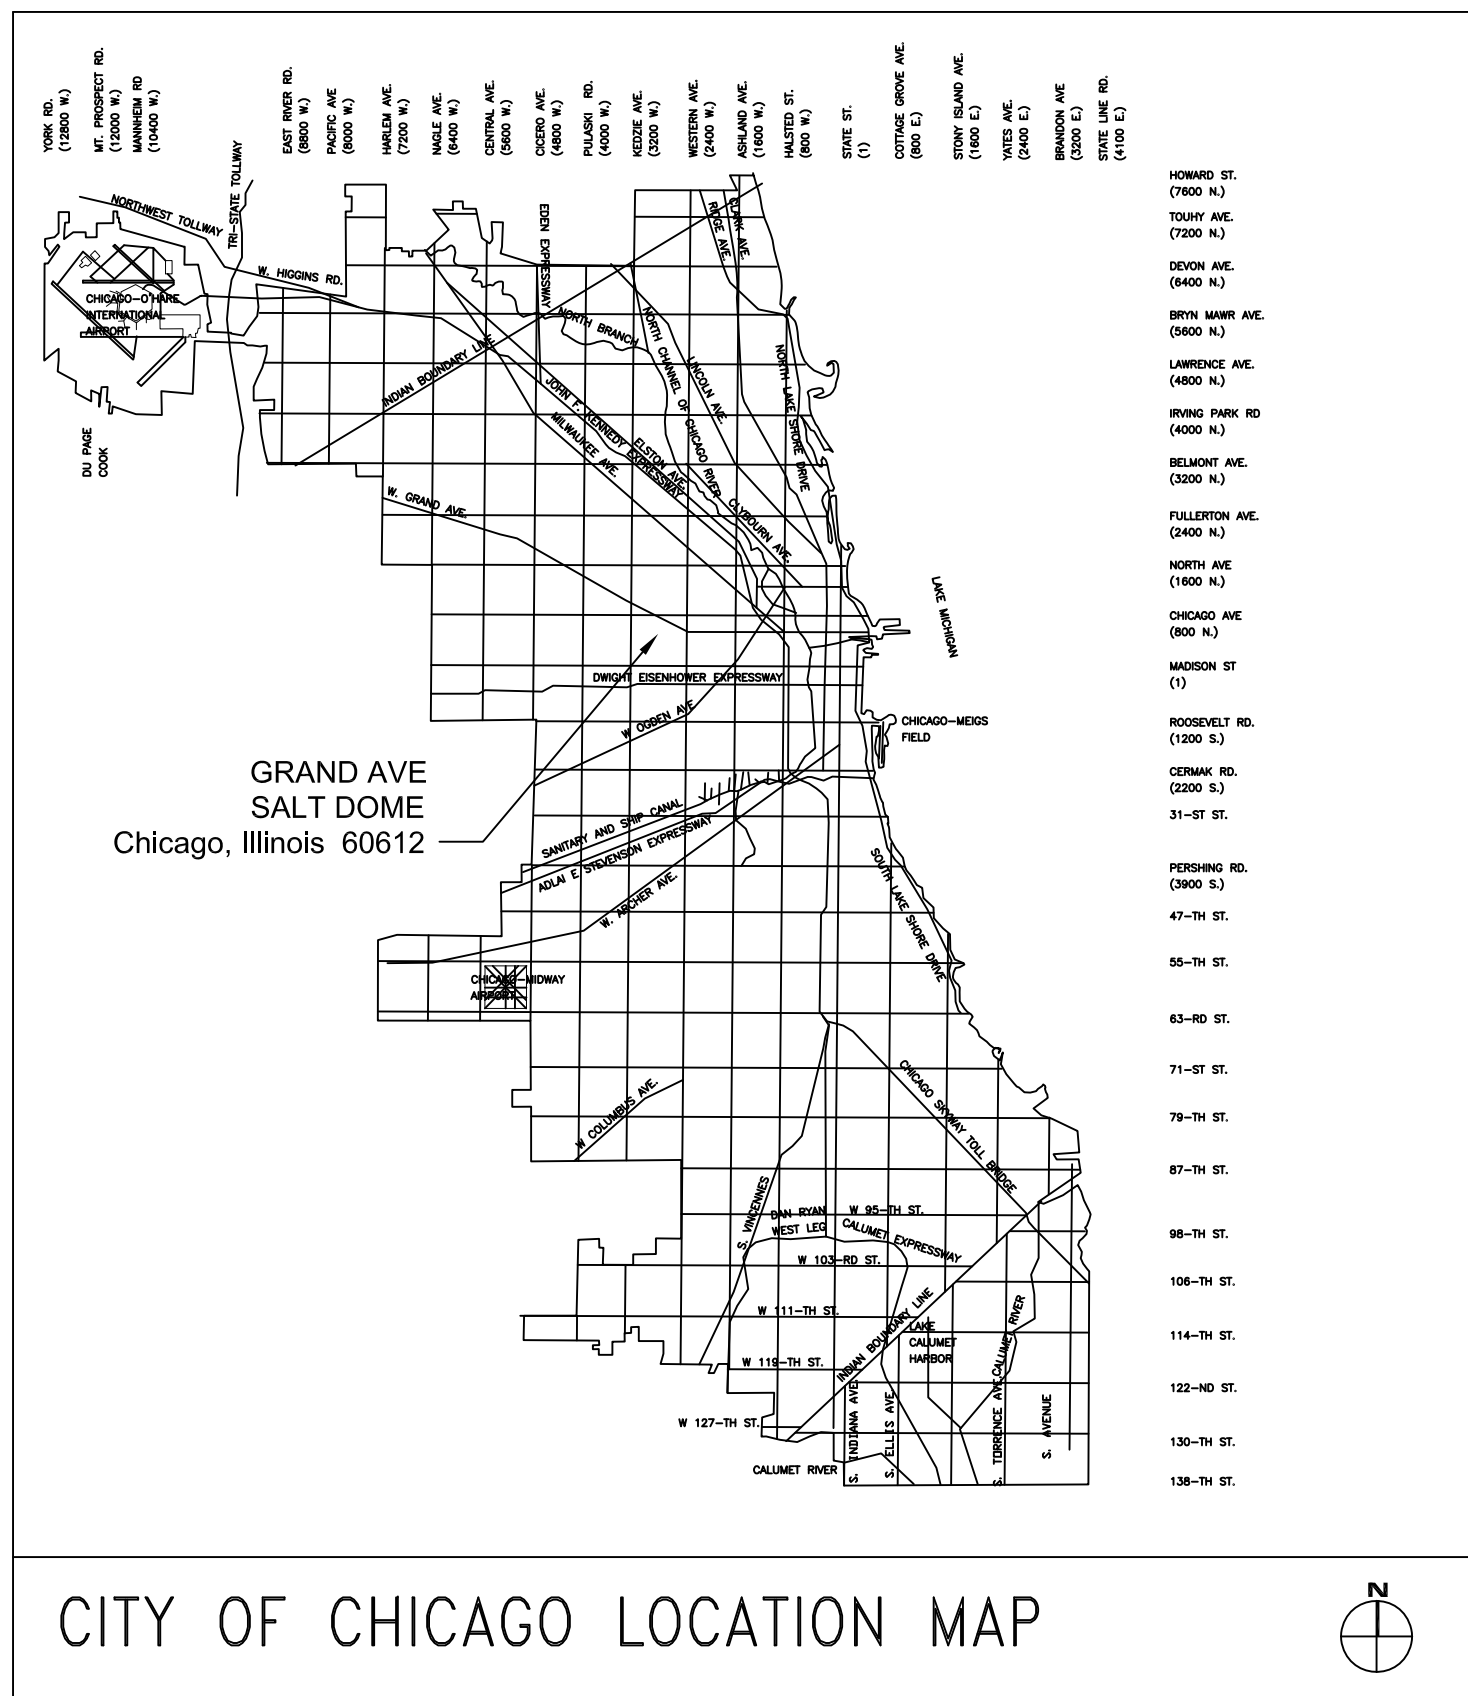 YORK RD.
(12800 W.)
MT. PROSPECT RD.
(12000 W.)
MANNHEIM RD
(10400 W.)
EAST RIVER RD.
(8800 W.)
PACIFIC AVE
(8000 W.)
HARLEM AVE.
(7200 W.)
NAGLE AVE.
(6400 W.)
CENTRAL AVE.
(5600 W.)
CICERO AVE.
(4800 W.)
PULASKI RD.
(4000 W.)
KEDZIE AVE.
(3200 W.)
WESTERN AVE.
(2400 W.)
ASHLAND AVE.
(1600 W.)
HALSTED ST.
(800 W.)
STATE ST.
(1)
COTTAGE GROVE AVE.
(800 E.)
STONY ISLAND AVE.
(1600 E.)
YATES AVE.
(2400 E.)
BRANDON AVE
(3200 E.)
STATE LINE RD.
(4100 E.)
HOWARD ST.
(7600 N.)
TOUHY AVE.
(7200 N.)
DEVON AVE.
(6400 N.)
BRYN MAWR AVE.
(5600 N.)
LAWRENCE AVE.
(4800 N.)
IRVING PARK RD
(4000 N.)
BELMONT AVE.
(3200 N.)
FULLERTON AVE.
(2400 N.)
NORTH AVE
(1600 N.)
CHICAGO AVE
(800 N.)
MADISON ST
(1)
ROOSEVELT RD.
(1200 S.)
CERMAK RD.
(2200 S.)
31-ST ST.
PERSHING RD.
(3900 S.)
47-TH ST.
55-TH ST.
63-RD ST.
71-ST ST.
79-TH ST.
87-TH ST.
98-TH ST.
106-TH ST.
114-TH ST.
122-ND ST.
130-TH ST.
138-TH ST.
NORTHWEST TOLLWAY
TRI-STATE TOLLWAY
W. HIGGINS RD.
CHICAGO-O'HARE
INTERNATIONAL
AIRPORT
DU PAGE
COOK
EDEN EXPRESSWAY
RIDGE AVE.
CLARK AVE.
NORTH BRANCH
NORTH CHANNEL OF CHICAGO RIVER
LINCOLN AVE.
NORTH LAKE SHORE DRIVE
INDIAN BOUNDARY LINE
JOHN F. KENNEDY EXPRESSWAY
MILWAUKEE AVE.
ELSTON AVE.
CLYBOURN AVE.
W. GRAND AVE.
LAKE MICHIGAN
DWIGHT EISENHOWER EXPRESSWAY
W OGDEN AVE.
CHICAGO-MEIGS
FIELD
GRAND AVE
SALT DOME
Chicago, Illinois 60612
SANITARY AND SHIP CANAL
ADLAI E. STEVENSON EXPRESSWAY
W. ARCHER AVE.
SOUTH LAKE SHORE DRIVE
CHICAGO-MIDWAY
AIRPORT
W COLUMBUS AVE.
CHICAGO SKYWAY TOLL BRIDGE
S. VINCENNES
DAN RYAN
WEST LEG
W 95-TH ST.
CALUMET EXPRESSWAY
W 103-RD ST.
W 111-TH ST.
INDIAN BOUNDARY LINE
LAKE
CALUMET
HARBOR
CALUMET RIVER
W 119-TH ST.
W 127-TH ST.
CALUMET RIVER
S. INDIANA AVE.
S. ELLIS AVE.
S. TORRENCE AVE.
S. AVENUE
CITY OF CHICAGO LOCATION MAP
N